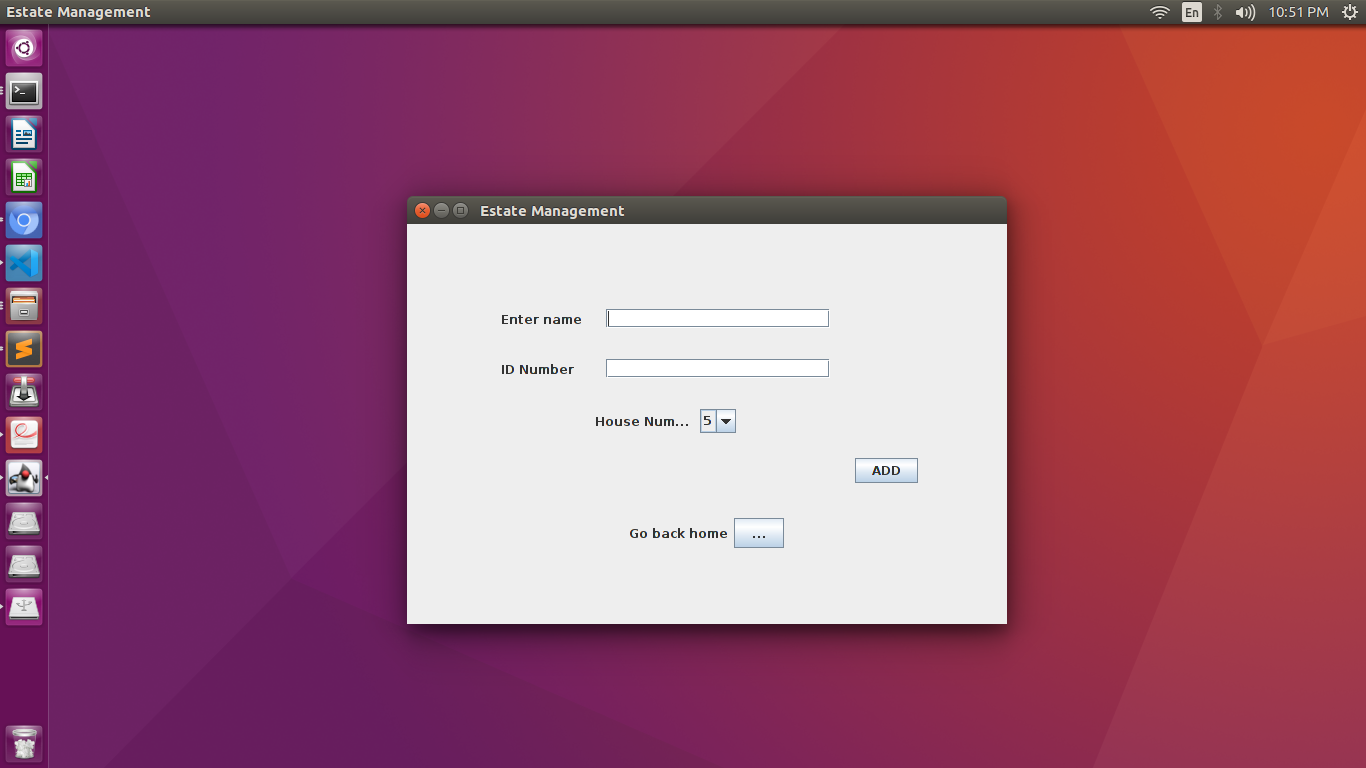 Estate Management
En
10:51 PM
Estate Management
Enter name
ID Number
House Num... 5
ADD
Go back home ...